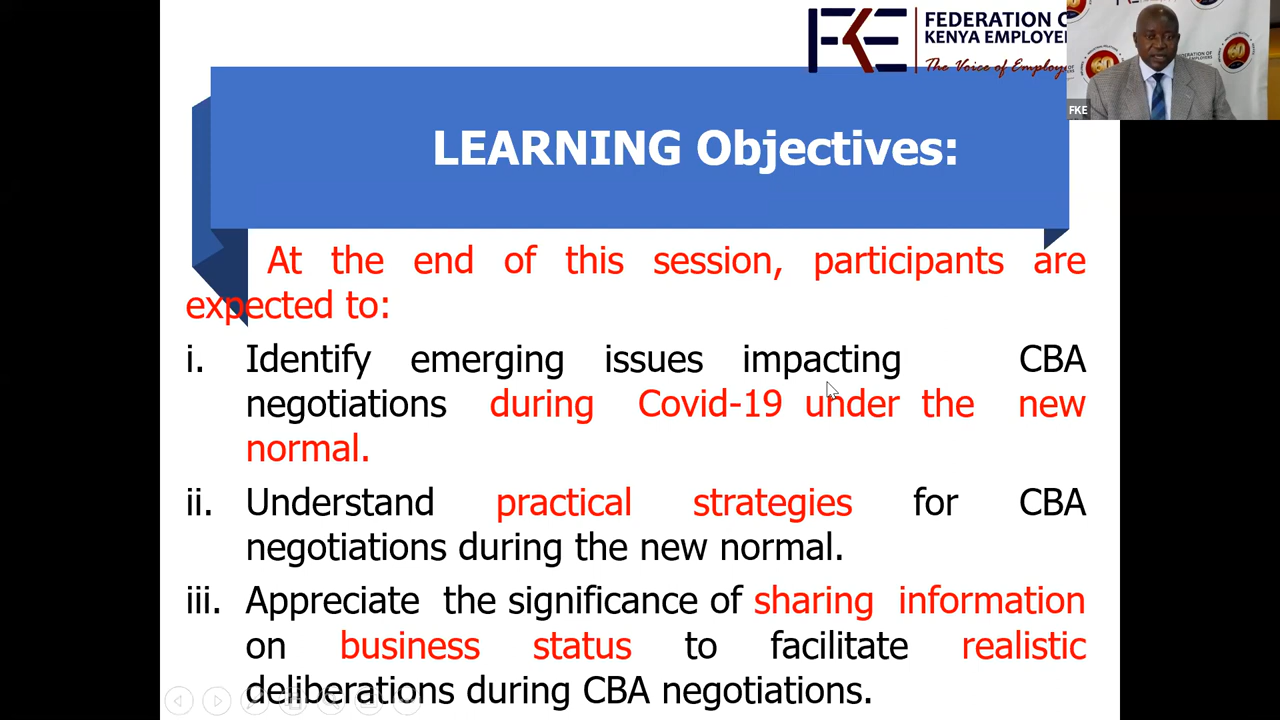 FKE
FEDERATION O
KENYA EMPLOYER
The Voice of Employe
FKE
LEARNING Objectives:
At the end of this session, participants are
expected to:
i. Identify emerging issues impacting CBA
negotiations during Covid-19 under the new
normal.
ii. Understand practical strategies for CBA
negotiations during the new normal.
iii. Appreciate the significance of sharing information
on business status to facilitate realistic
deliberations during CBA negotiations.